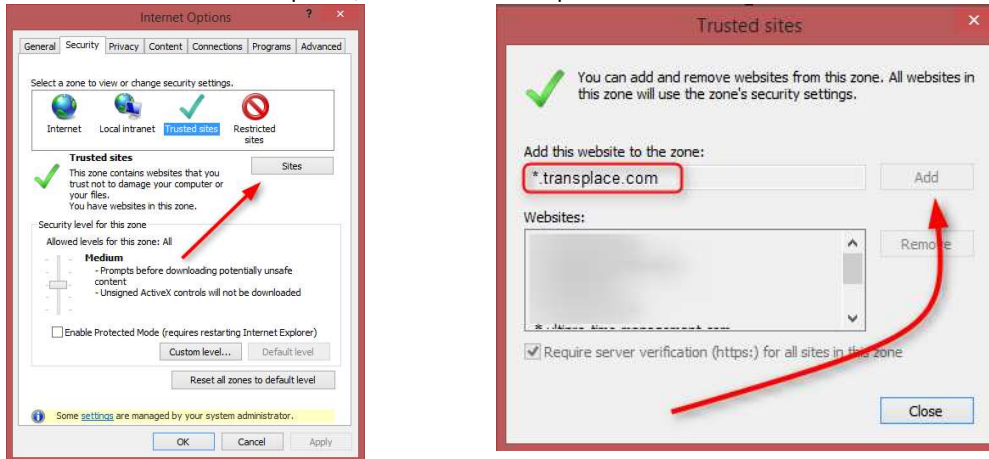 Internet Options
?
×
General Security Privacy Content Connections Programs Advanced
Select a zone to view or change security settings.
Internet
Local intranet
Trusted sites
Restricted
sites
Trusted sites
Sites
This zone contains websites that you
trust not to damage your computer or
your files.
You have websites in this zone.
Security level for this zone
Allowed levels for this zone: All
Medium
- Prompts before downloading potentially unsafe
content
- Unsigned ActiveX controls will not be downloaded
Enable Protected Mode (requires restarting Internet Explorer)
Custom level...
Default level
Reset all zones to default level
Some settings are managed by your system administrator.
OK
Cancel
Apply
Trusted sites
×
You can add and remove websites from this zone. All websites in
this zone will use the zone's security settings.
Add this website to the zone:
*.transplace.com
Add
Websites:
Remove
Require server verification (https:) for all sites in this zone
Close